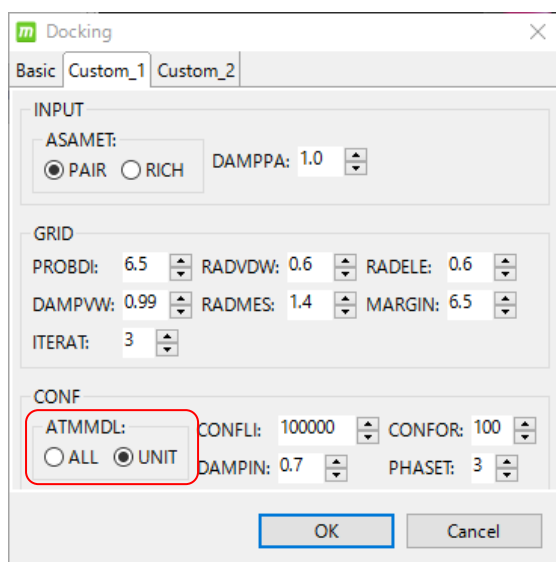 m Docking
Basic Custom_1 Custom_2
INPUT
ASAMET:
PAIR RICH DAMPPA: 1.0
GRID
PROBDI: 6.5 RADVDW: 0.6 RADELE: 0.6
DAMPVW: 0.99 RADMES: 1.4 MARGIN: 6.5
ITERAT: 3
CONF
ATMMDL: CONFLI: 100000 CONFOR: 100
ALL UNIT DAMPIN: 0.7 PHASET: 3
OK Cancel